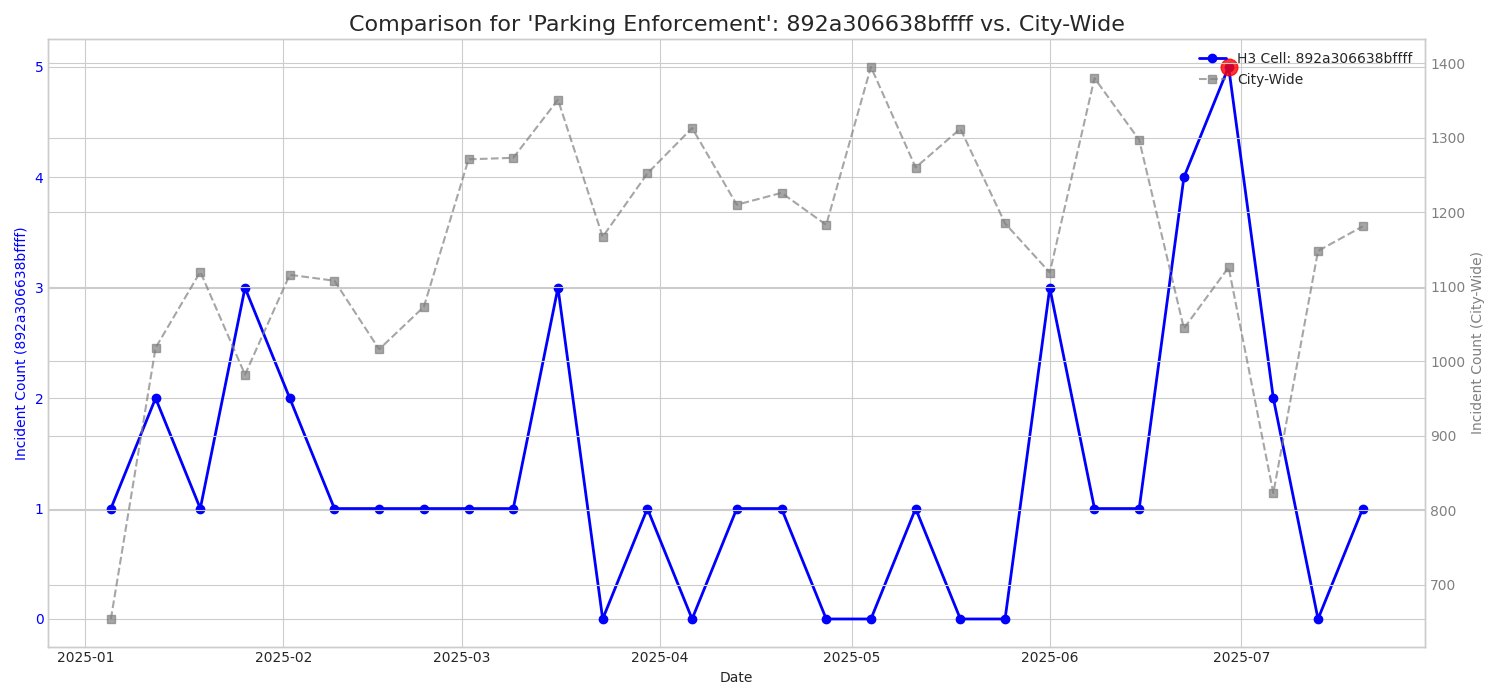 Comparison for 'Parking Enforcement': 892a306638bffff vs. City-Wide
H3 Cell: 892a306638bffff
City-Wide
Incident Count (892a306638bffff)
5
4
3
2
1
0
1400
1300
1200
1100
1000
900
800
700
Incident Count (City-Wide)
2025-01 2025-02 2025-03 2025-04 2025-05 2025-06 2025-07
Date